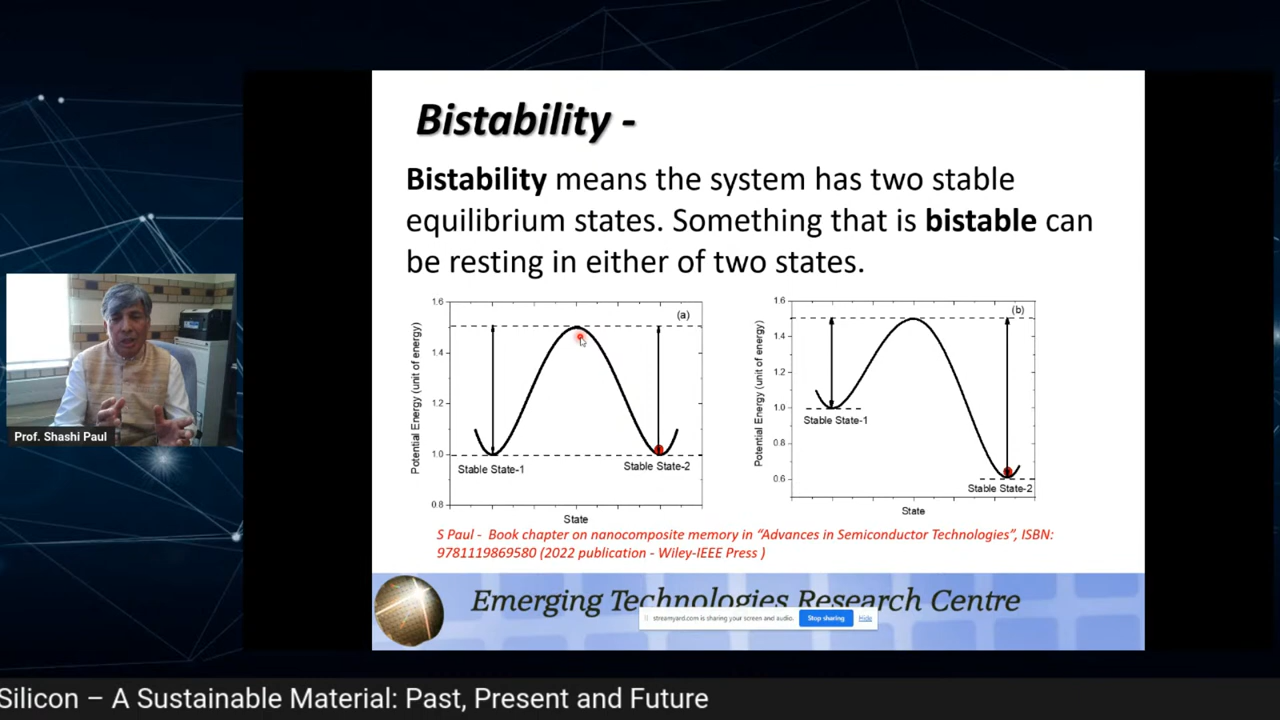 Bistability -
Bistability means the system has two stable
equilibrium states. Something that is bistable can
be resting in either of two states.
1.6
1.4
1.2
1.0
0.8
Potential Energy (unit of energy)
(a)
Stable State-1
Stable State-2
State
1.6
1.4
1.2
1.0
0.8
0.6
Potential Energy (unit of energy)
(b)
Stable State-1
Stable State-2
State
S Paul - Book chapter on nanocomposite memory in “Advances in Semiconductor Technologies”, ISBN:
9781119869580 (2022 publication - Wiley-IEEE Press )
Emerging Technologies Research Centre
streamyard.com is sharing your screen and audio.
Stop sharing
Hide
Prof. Shashi Paul
Silicon – A Sustainable Material: Past, Present and Future